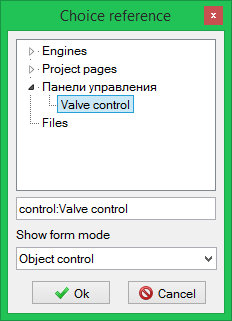 Choice reference
x
Engines
Project pages
Панели управления
Valve control
Files
control:Valve control
Show form mode
Object control
Ok
Cancel